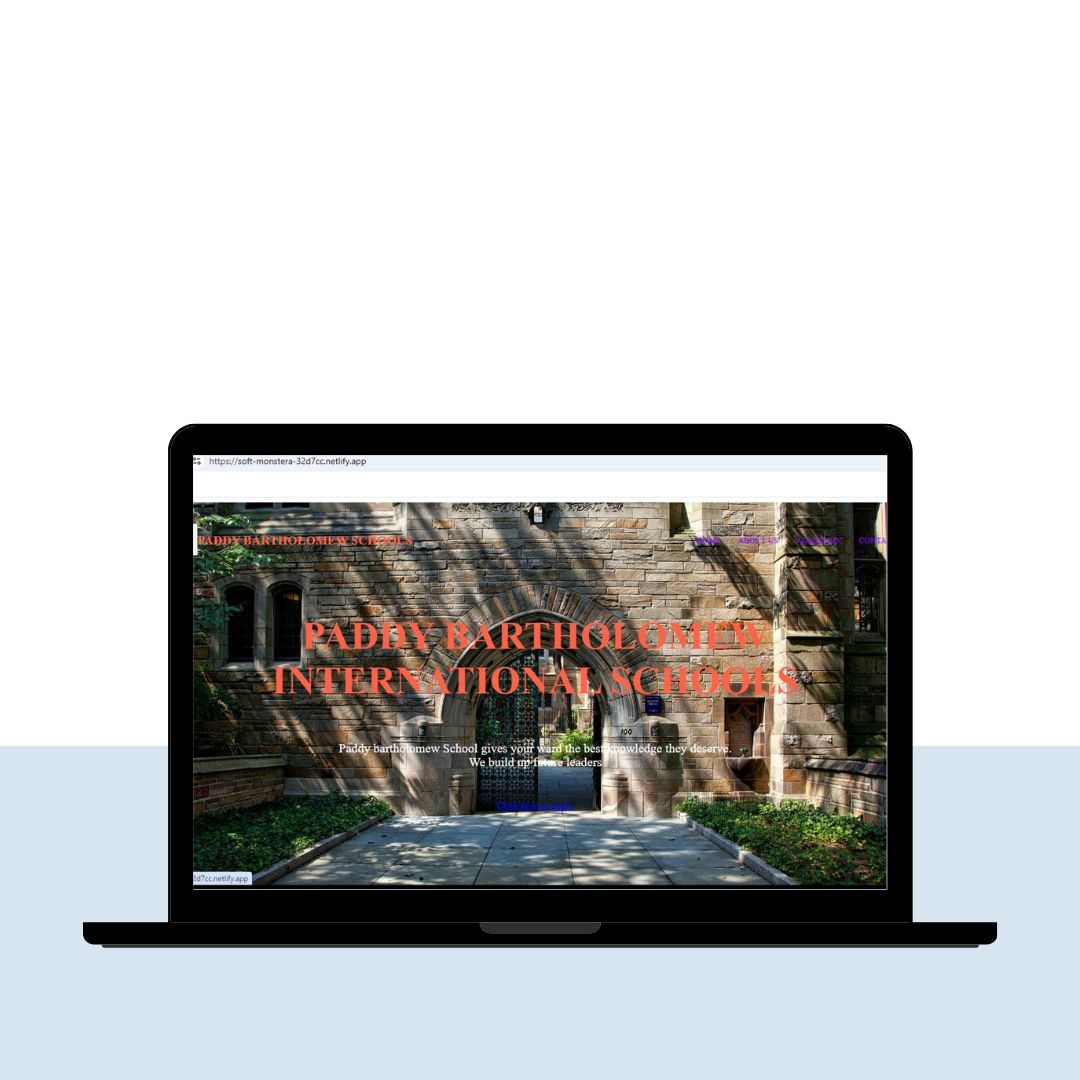 https://soft-monstera-32d7cc.netlify.app
PADDY BARTHOLOMEW SCHOOLS
HOME ABOUT US ADMISSION CONTA
PADDY BARTHOLOMEW
INTERNATIONAL SCHOOLS
100
Paddy bartholomew School gives your ward the best knowledge they deserve.
We build up future leaders
Click here to apply
2d7cc.netlify.app